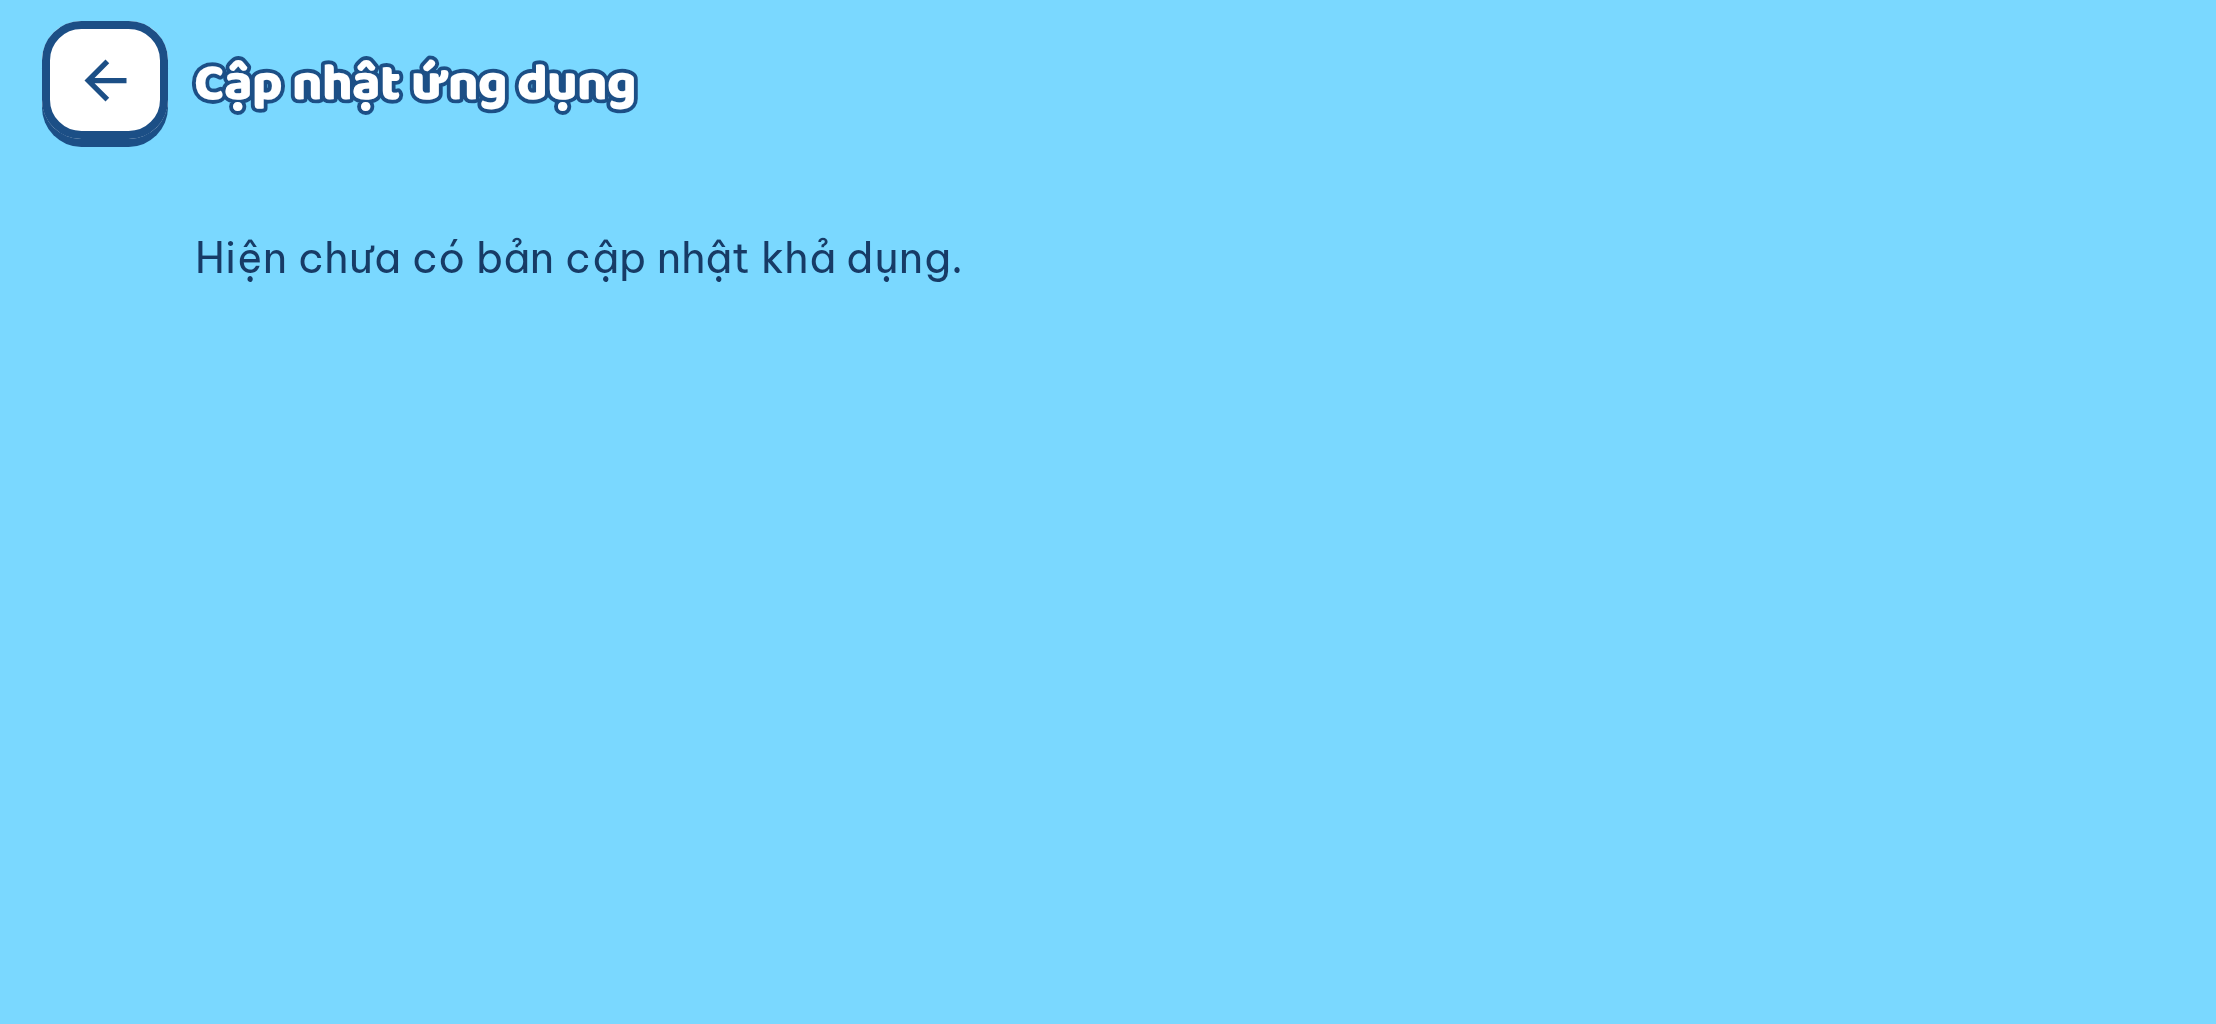 Cập nhật ứng dụng
Hiện chưa có bản cập nhật khả dụng.